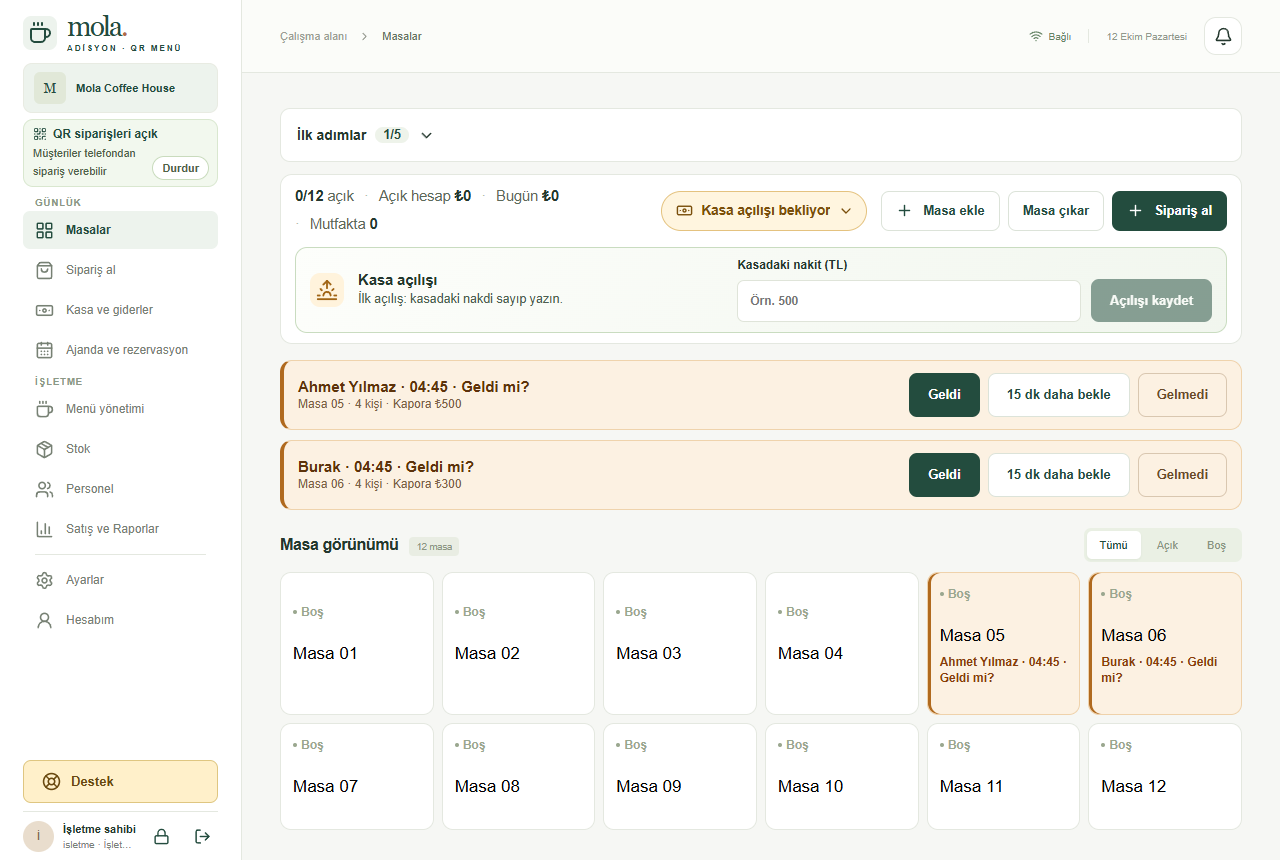 mola.
ADİSYON · QR MENÜ
M
Mola Coffee House
QR siparişleri açık
Müşteriler telefondan
sipariş verebilir
Durdur
GÜNLÜK
Masalar
Sipariş al
Kasa ve giderler
Ajanda ve rezervasyon
İŞLETME
Menü yönetimi
Stok
Personel
Satış ve Raporlar
Ayarlar
Hesabım
Destek
İ
İşletme sahibi
isletme · İşlet...
Çalışma alanı > Masalar
Bağlı
12 Ekim Pazartesi
İlk adımlar 1/5
0/12 açık · Açık hesap ₺0 · Bugün ₺0
· Mutfakta 0
Kasa açılışı bekliyor
+ Masa ekle
Masa çıkar
+ Sipariş al
Kasa açılışı
İlk açılış: kasadaki nakdi sayıp yazın.
Kasadaki nakit (TL)
Örn. 500
Açılışı kaydet
Ahmet Yılmaz · 04:45 · Geldi mi?
Masa 05 · 4 kişi · Kapora ₺500
Geldi
15 dk daha bekle
Gelmedi
Burak · 04:45 · Geldi mi?
Masa 06 · 4 kişi · Kapora ₺300
Geldi
15 dk daha bekle
Gelmedi
Masa görünümü 12 masa
Tümü
Açık
Boş
• Boş
Masa 01
• Boş
Masa 02
• Boş
Masa 03
• Boş
Masa 04
• Boş
Masa 05
Ahmet Yılmaz · 04:45 ·
Geldi mi?
• Boş
Masa 06
Burak · 04:45 · Geldi
mi?
• Boş
Masa 07
• Boş
Masa 08
• Boş
Masa 09
• Boş
Masa 10
• Boş
Masa 11
• Boş
Masa 12